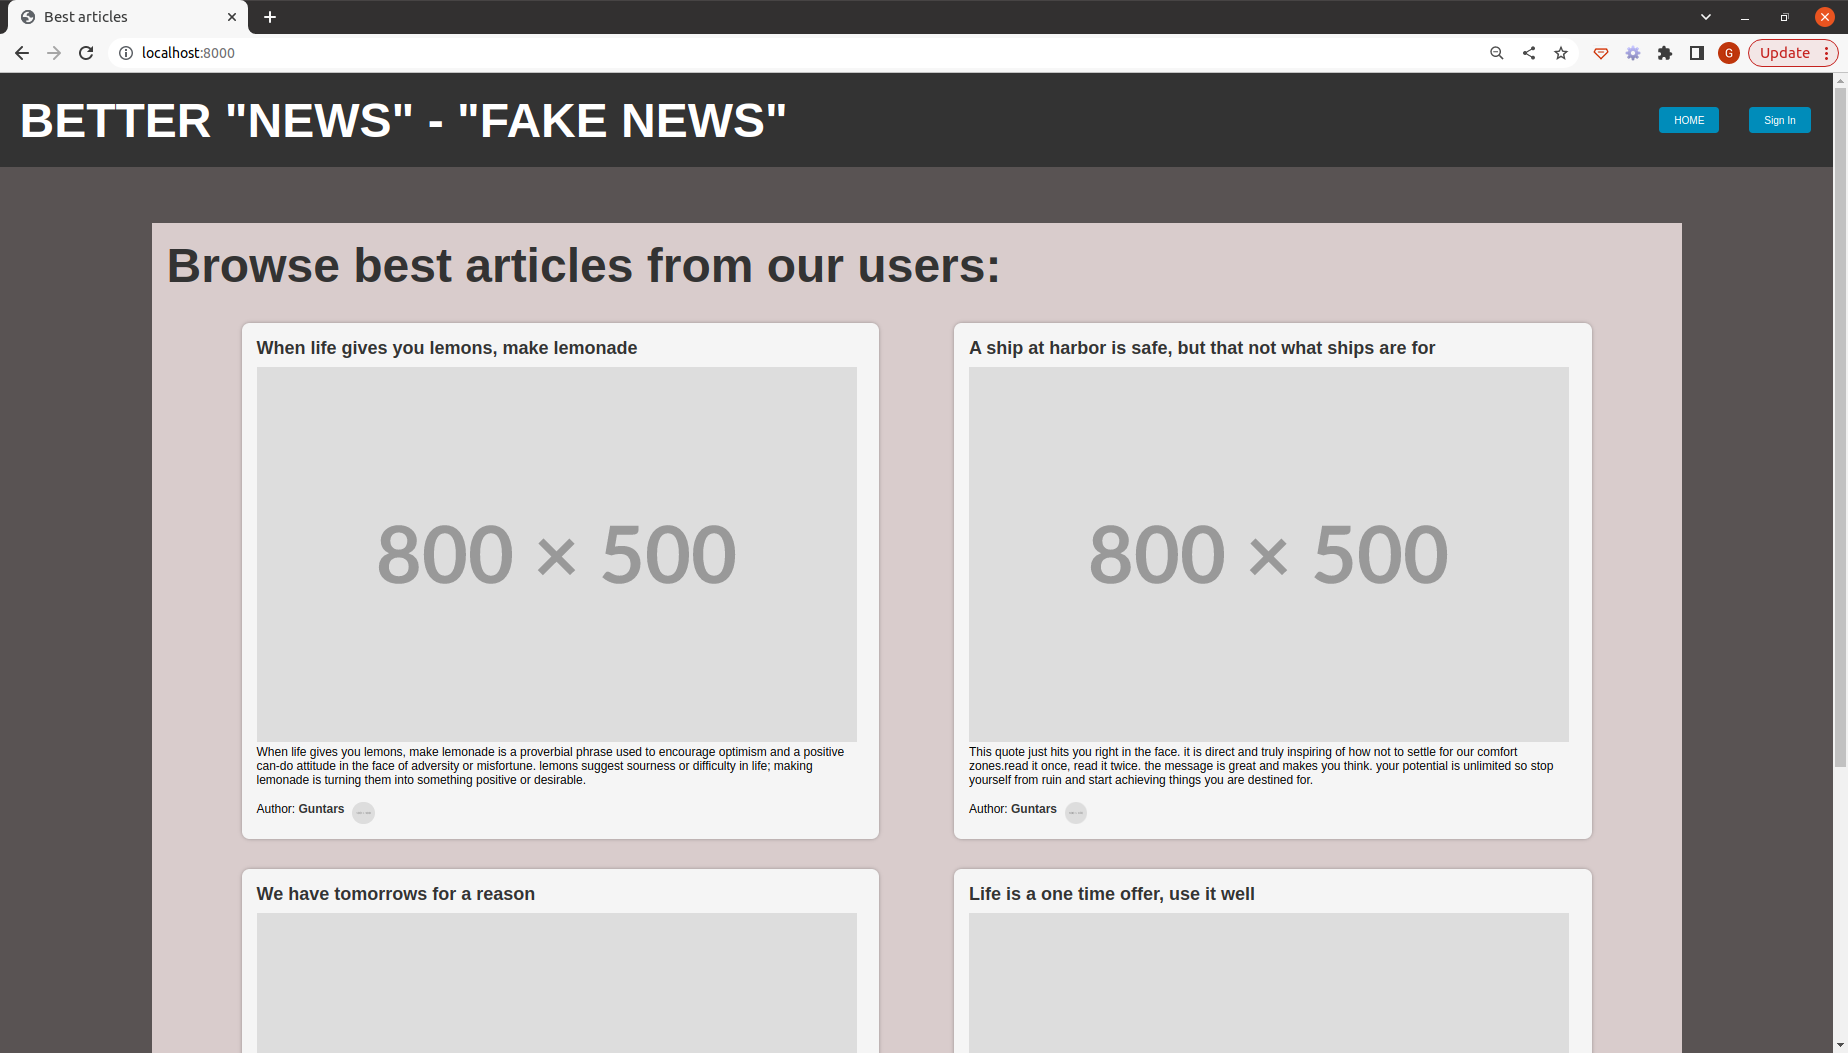 Best articles
localhost:8000
G
Update
BETTER "NEWS" - "FAKE NEWS"
HOME
Sign In
Browse best articles from our users:
When life gives you lemons, make lemonade
800 × 500
When life gives you lemons, make lemonade is a proverbial phrase used to encourage optimism and a positive
can-do attitude in the face of adversity or misfortune. lemons suggest sourness or difficulty in life; making
lemonade is turning them into something positive or desirable.
Author: Guntars
A ship at harbor is safe, but that not what ships are for
800 × 500
This quote just hits you right in the face. it is direct and truly inspiring of how not to settle for our comfort
zones.read it once, read it twice. the message is great and makes you think. your potential is unlimited so stop
yourself from ruin and start achieving things you are destined for.
Author: Guntars
We have tomorrows for a reason
Life is a one time offer, use it well